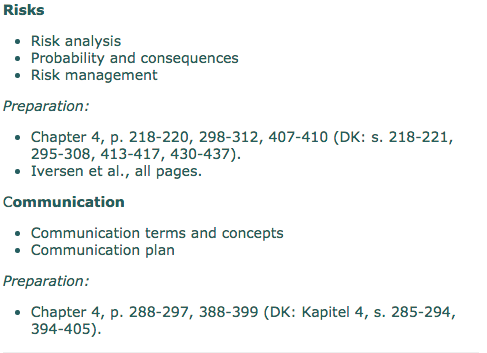 Risks
• Risk analysis
• Probability and consequences
• Risk management
Preparation:
• Chapter 4, p. 218-220, 298-312, 407-410 (DK: s. 218-221,
295-308, 413-417, 430-437).
• Iversen et al., all pages.
Communication
• Communication terms and concepts
• Communication plan
Preparation:
• Chapter 4, p. 288-297, 388-399 (DK: Kapitel 4, s. 285-294,
394-405).